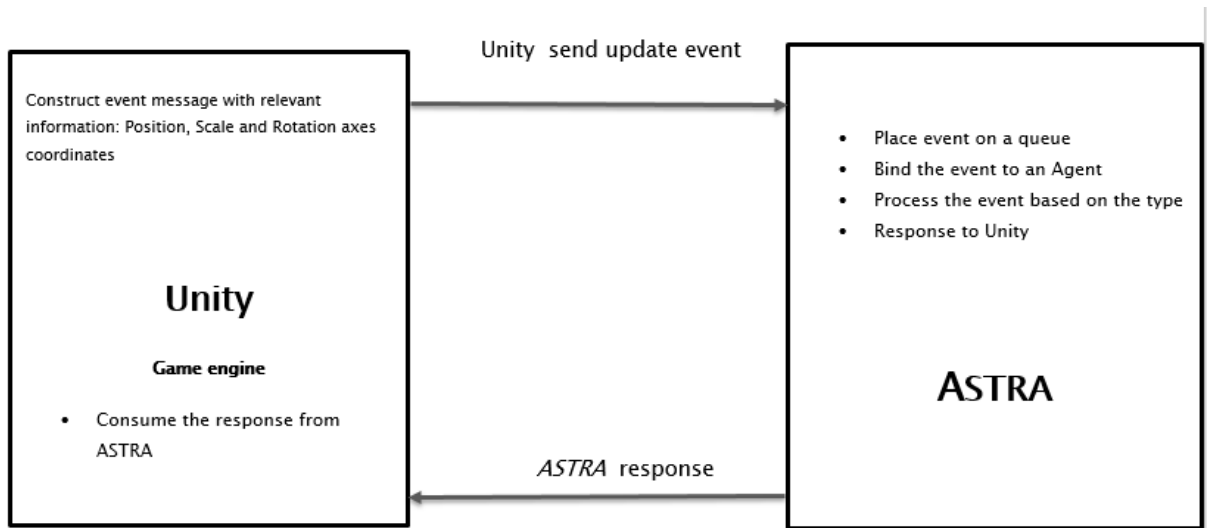 Unity send update event
Construct event message with relevant
information: Position, Scale and Rotation axes
coordinates
Unity
Game engine
• Consume the response from
ASTRA
• Place event on a queue
• Bind the event to an Agent
• Process the event based on the type
• Response to Unity
ASTRA
ASTRA response